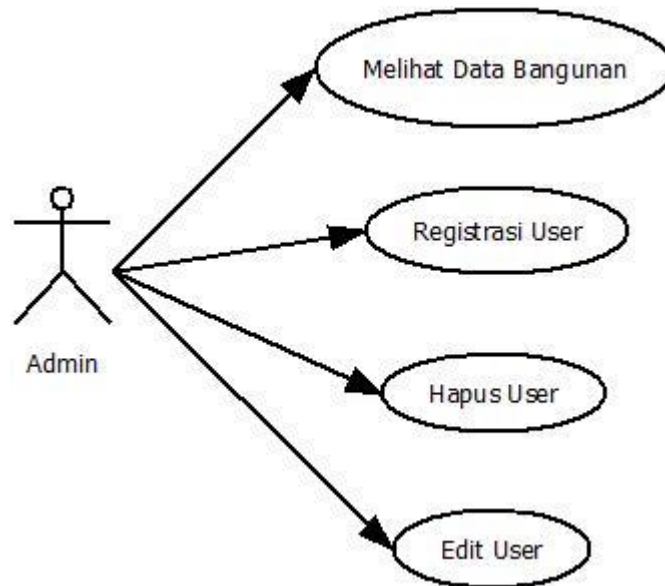 Melihat Data Bangunan
Registrasi User
Admin
Hapus User
Edit User